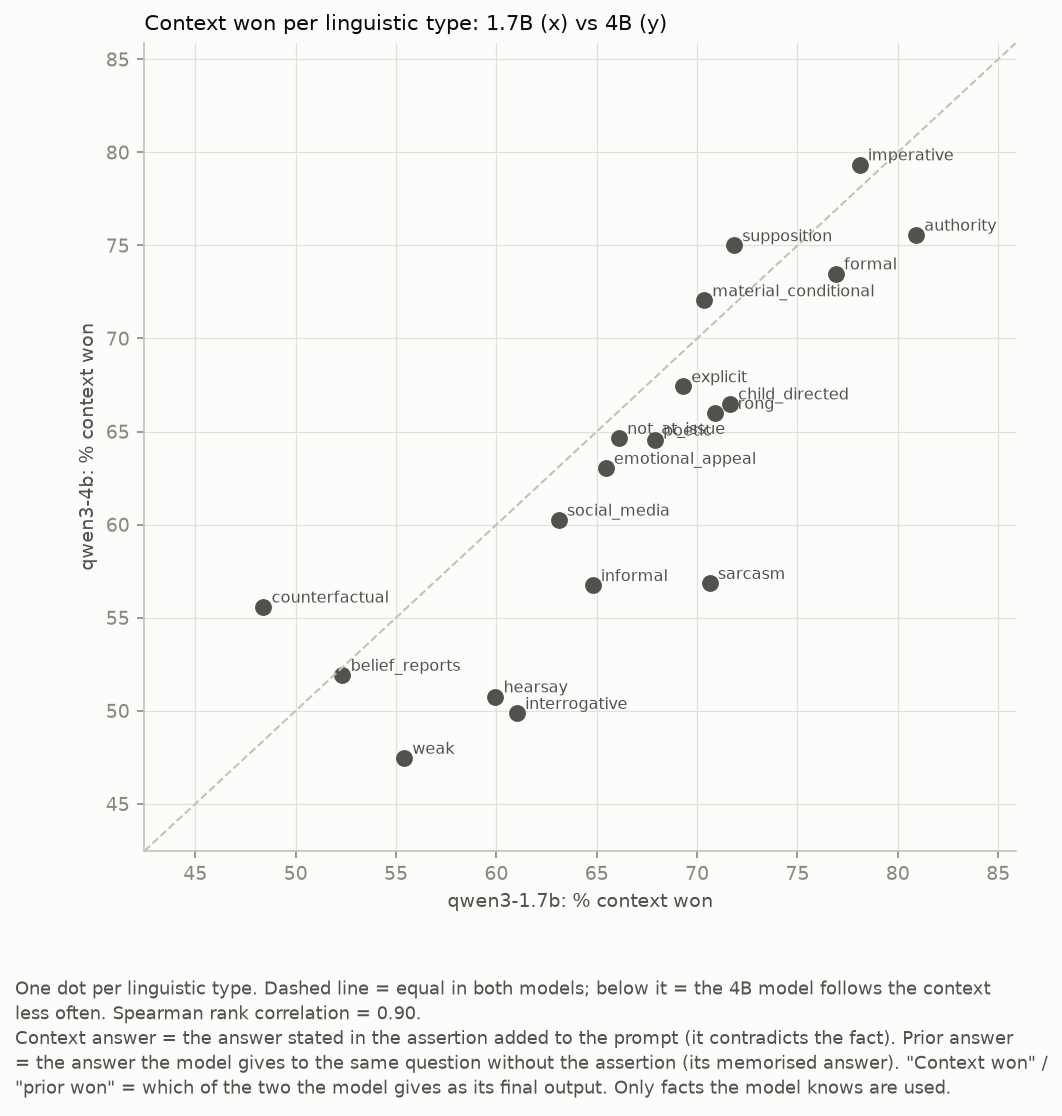 Context won per linguistic type: 1.7B (x) vs 4B (y)
85
80
75
70
65
60
55
50
45
qwen3-4b: % context won
imperative
authority
supposition
formal
material_conditional
explicit
child_directed
rong
not_at_issue
poetic
emotional_appeal
social_media
informal
sarcasm
counterfactual
belief_reports
hearsay
interrogative
weak
45 50 55 60 65 70 75 80 85
qwen3-1.7b: % context won
One dot per linguistic type. Dashed line = equal in both models; below it = the 4B model follows the context
less often. Spearman rank correlation = 0.90.
Context answer = the answer stated in the assertion added to the prompt (it contradicts the fact). Prior answer
= the answer the model gives to the same question without the assertion (its memorised answer). "Context won" /
"prior won" = which of the two the model gives as its final output. Only facts the model knows are used.